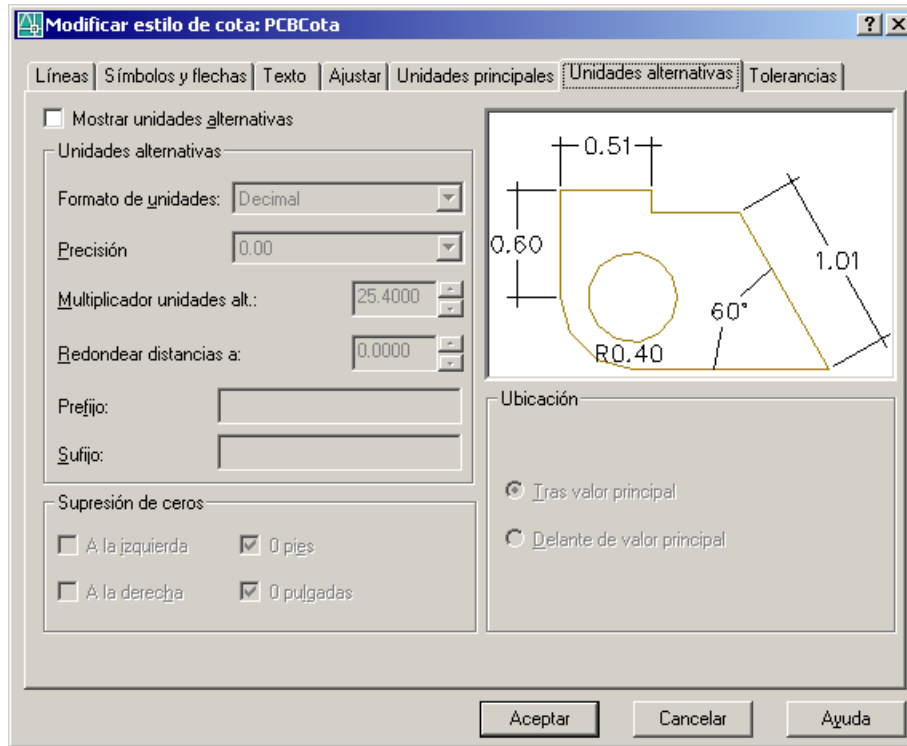 Modificar estilo de cota: PCBCota
Líneas Símbolos y flechas Texto Ajustar Unidades principales Unidades alternativas Tolerancias
Mostrar unidades alternativas
Unidades alternativas
Formato de unidades: Decimal
Precisión 0.00
Multiplicador unidades alt.: 25.4000
Redondear distancias a: 0.0000
Prefijo:
Sufijo:
Supresión de ceros
A la izquierda 0 pies
A la derecha 0 pulgadas
0.51
0.60
1.01
60°
R0.40
Ubicación
Tras valor principal
Delante de valor principal
Aceptar Cancelar Ayuda